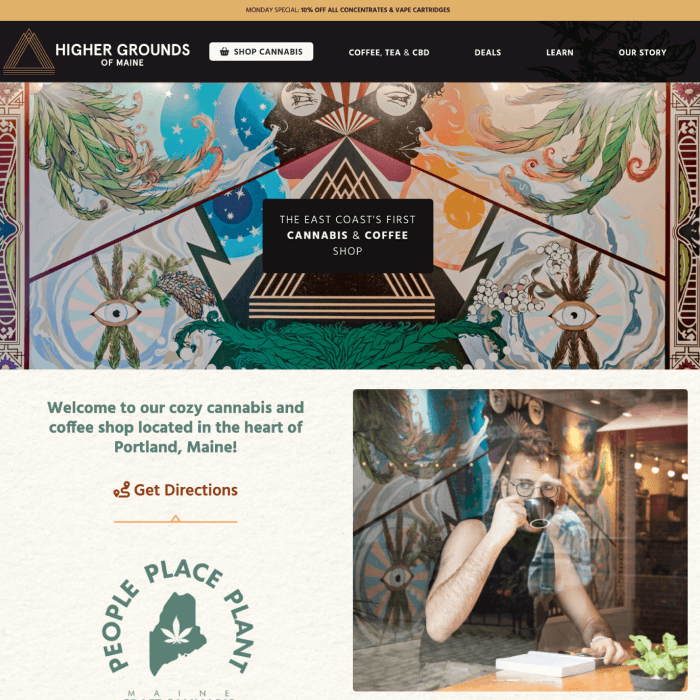 MONDAY SPECIAL: 10% OFF ALL CONCENTRATES & VAPE CARTRIDGES
HIGHER GROUNDS
OF MAINE
SHOP CANNABIS
COFFEE, TEA & CBD
DEALS
LEARN
OUR STORY
THE EAST COAST'S FIRST
CANNABIS & COFFEE
SHOP
Welcome to our cozy cannabis and
coffee shop located in the heart of
Portland, Maine!
Get Directions
PEOPLE PLACE PLANT
MAINE